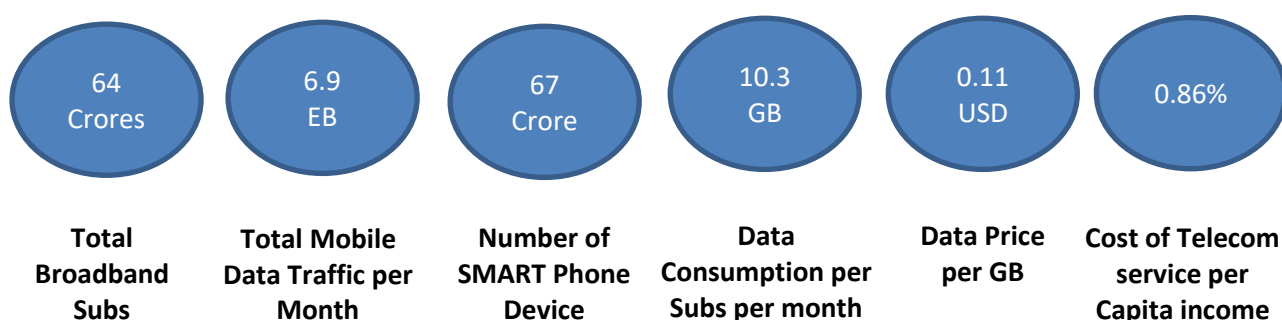 64
Crores
6.9
EB
67
Crore
10.3
GB
0.11
USD
0.86%
Total
Broadband
Subs
Total Mobile
Data Traffic per
Month
Number of
SMART Phone
Device
Data
Consumption per
Subs per month
Data Price
per GB
Cost of Telecom
service per
Capita income